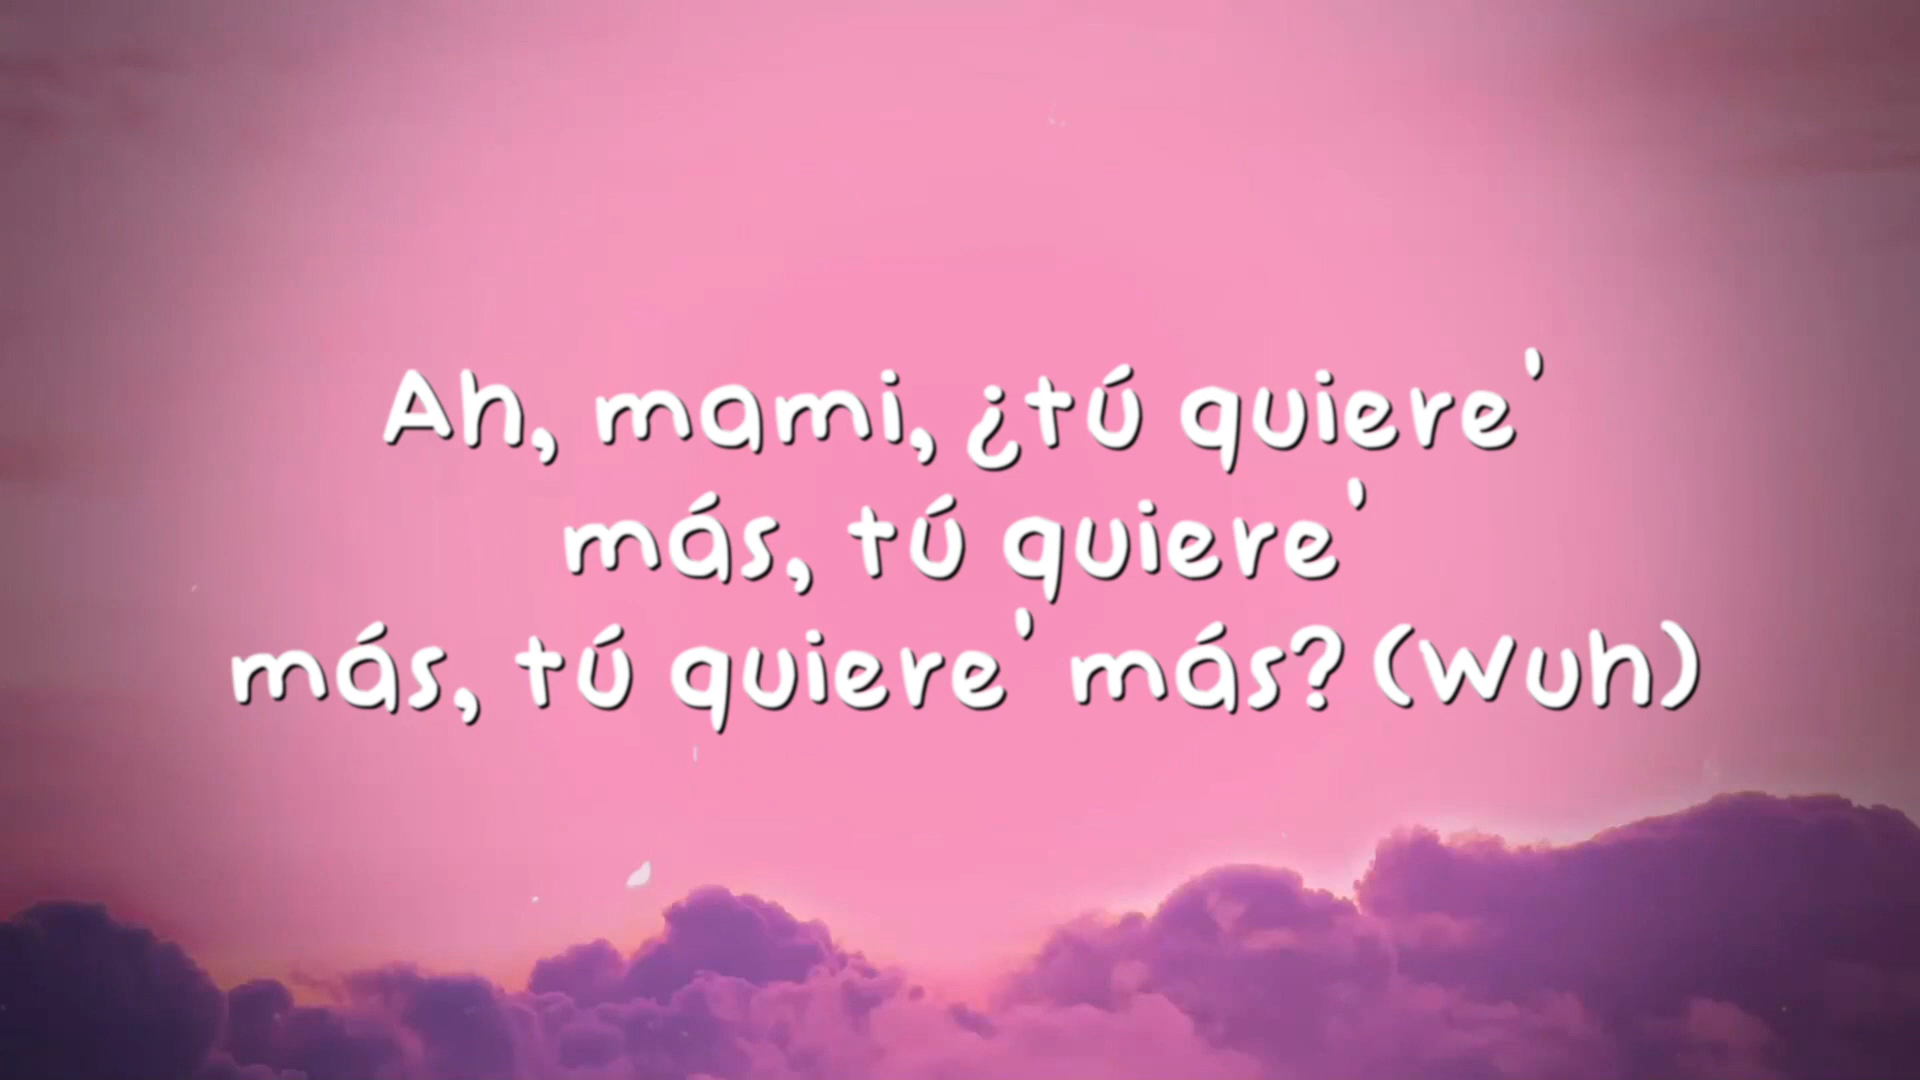 Ah, mami, ¿tú quiere'
más, tú quiere'
más, tú quiere' más? (Wuh)